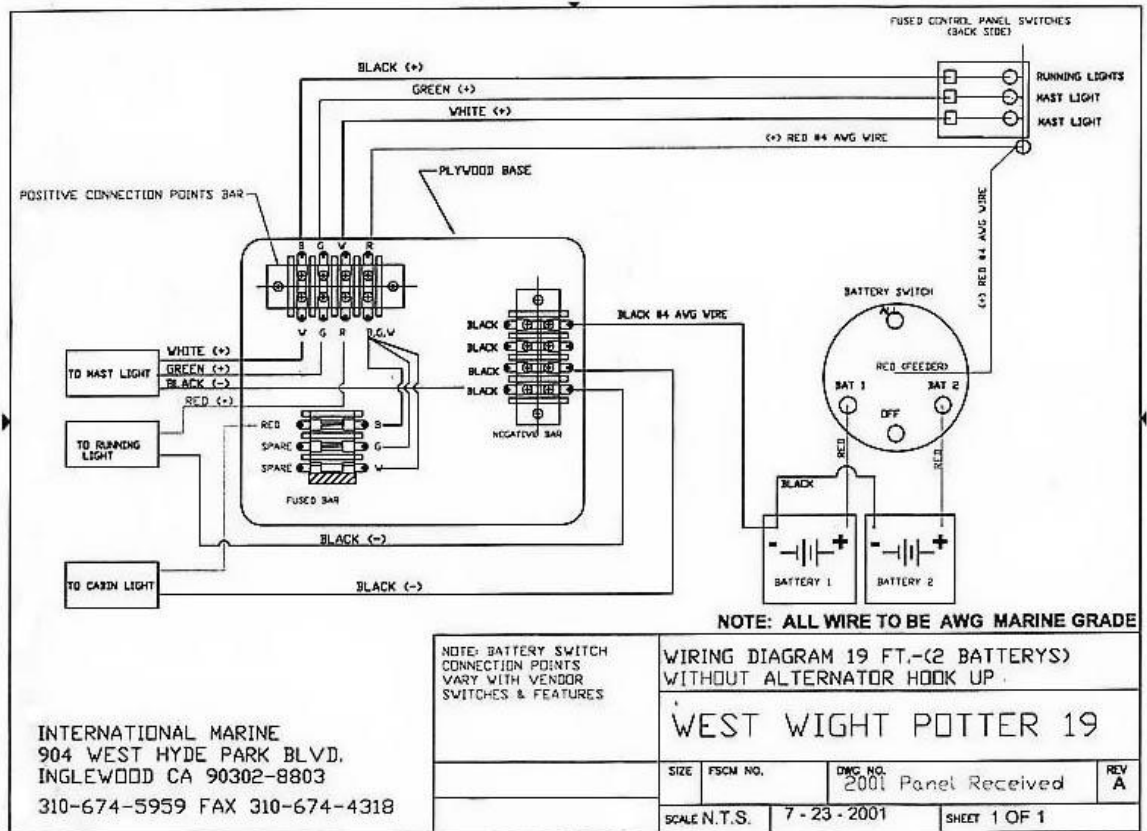 FUSED CONTROL PANEL SWITCHES
(BACK SIDE)
BLACK (+)
RUNNING LIGHTS
GREEN (+)
MAST LIGHT
WHITE (+)
MAST LIGHT
(+) RED #4 AWG WIRE
PLYWOOD BASE
POSITIVE CONNECTION POINTS BAR
(+) RED #4 AWG WIRE
B G W R
BATTERY SWITCH
ALL
BLACK #4 AWG WIRE
BLACK
W G R B,G,W
BLACK
WHITE (+)
TO MAST LIGHT
GREEN (+)
BLACK
RED (FEEDER)
BLACK (-)
BLACK
BAT 1 BAT 2
RED (+)
OFF
RED B
NEGATIVE BAR
TO RUNNING
LIGHT
SPARE G
SPARE W
RED RED
BLACK
FUSED BAR
BLACK (-)
- + - +
BATTERY 1 BATTERY 2
TO CABIN LIGHT
BLACK (-)
NOTE: ALL WIRE TO BE AWG MARINE GRADE
NOTE: BATTERY SWITCH
CONNECTION POINTS
VARY WITH VENDOR
SWITCHES & FEATURES
WIRING DIAGRAM 19 FT.-(2 BATTERYS)
WITHOUT ALTERNATOR HOOK UP.
WEST WIGHT POTTER 19
INTERNATIONAL MARINE
904 WEST HYDE PARK BLVD.
INGLEWOOD CA 90302-8803
310-674-5959 FAX 310-674-4318
SIZE FSCM NO. DWG NO. REV
2001 Panel Received A
SCALE N.T.S. 7-23-2001 SHEET 1 OF 1